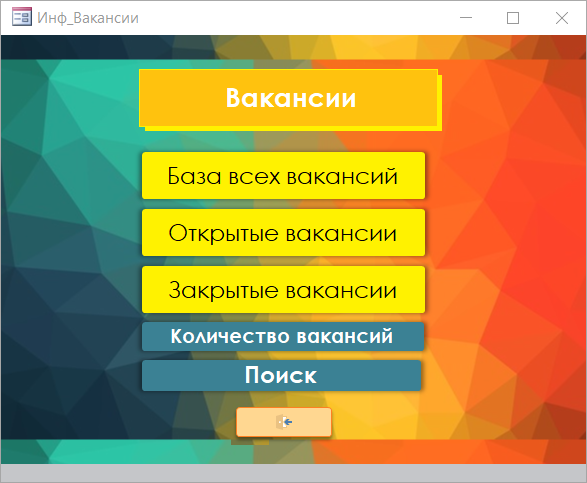 Инф_Вакансии
Вакансии
База всех вакансий
Открытые вакансии
Закрытые вакансии
Количество вакансий
Поиск